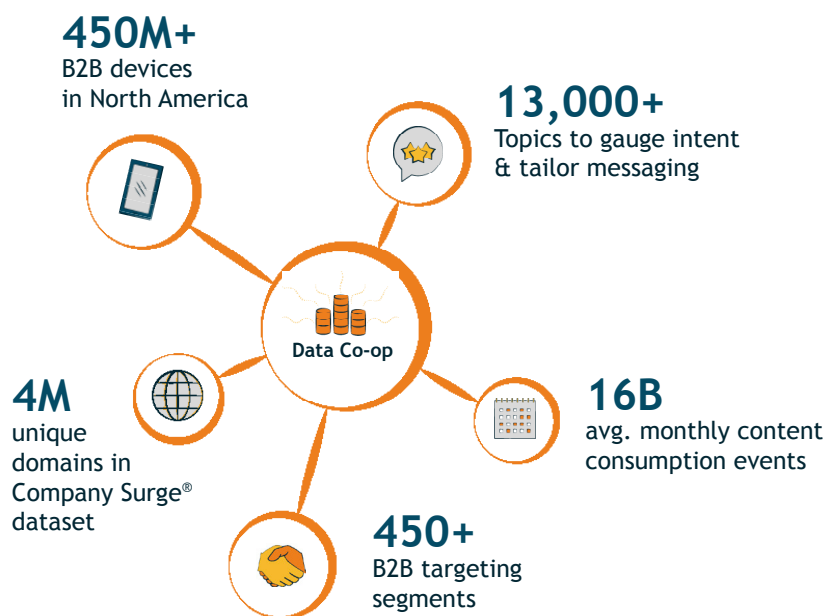 450M+
B2B devices
in North America
13,000+
Topics to gauge intent
& tailor messaging
Data Co-op
4M
unique
domains in
Company Surge®
dataset
16B
avg. monthly content
consumption events
450+
B2B targeting
segments